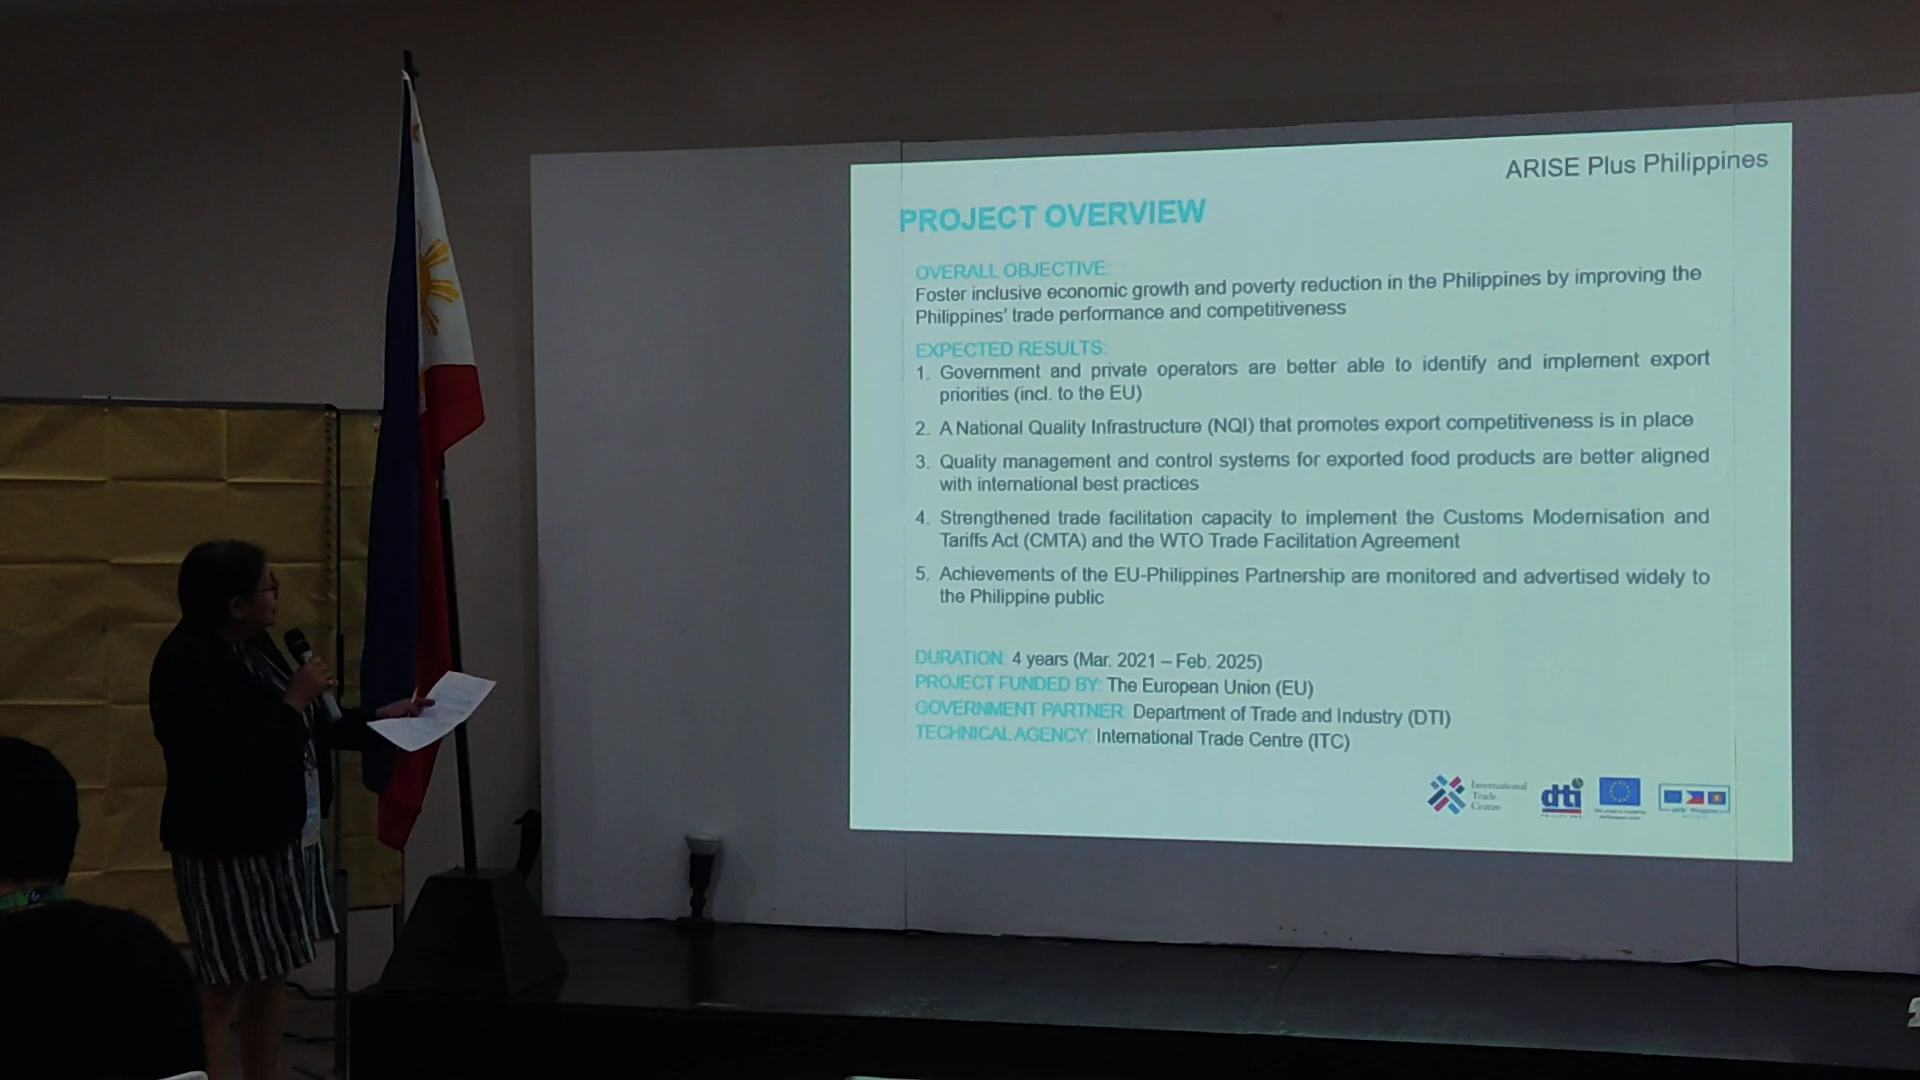 ARISE Plus Philippines
PROJECT OVERVIEW
OVERALL OBJECTIVE:
Foster inclusive economic growth and poverty reduction in the Philippines by improving the
Philippines' trade performance and competitiveness
EXPECTED RESULTS:
1. Government and private operators are better able to identify and implement export
priorities (incl. to the EU)
2. A National Quality Infrastructure (NQI) that promotes export competitiveness is in place
3. Quality management and control systems for exported food products are better aligned
with international best practices
4. Strengthened trade facilitation capacity to implement the Customs Modernisation and
Tariffs Act (CMTA) and the WTO Trade Facilitation Agreement
5. Achievements of the EU-Philippines Partnership are monitored and advertised widely to
the Philippine public
DURATION: 4 years (Mar. 2021 – Feb. 2025)
PROJECT FUNDED BY: The European Union (EU)
GOVERNMENT PARTNER: Department of Trade and Industry (DTI)
TECHNICAL AGENCY: International Trade Centre (ITC)
International
Trade
Centre
dti